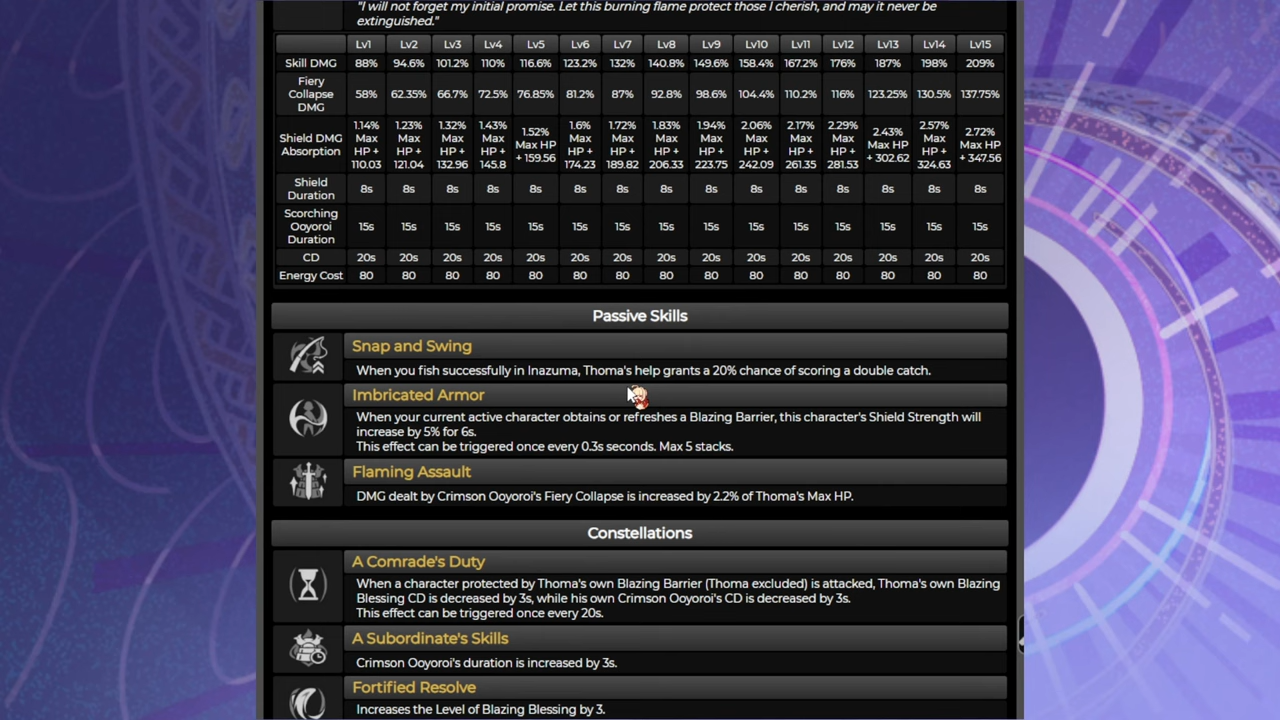 "I will not forget my initial promise. Let this burning flame protect those I cherish, and may it never be
extinguished."
Lv1 Lv2 Lv3 Lv4 Lv5 Lv6 Lv7 Lv8 Lv9 Lv10 Lv11 Lv12 Lv13 Lv14 Lv15
Skill DMG 88% 94.6% 101.2% 110% 116.6% 123.2% 132% 140.8% 149.6% 158.4% 167.2% 176% 187% 198% 209%
Fiery
Collapse 58% 62.35% 66.7% 72.5% 76.85% 81.2% 87% 92.8% 98.6% 104.4% 110.2% 116% 123.25% 130.5% 137.75%
DMG
1.14% 1.23% 1.32% 1.43% 1.52% 1.6% 1.72% 1.83% 1.94% 2.06% 2.17% 2.29% 2.43% 2.57% 2.72%
Shield DMG Max Max Max Max Max HP Max Max Max Max Max Max Max Max HP Max Max HP
Absorption HP + HP + HP + HP + + 159.56 HP + HP + HP + HP + HP + HP + HP + + 302.62 HP + + 347.56
110.03 121.04 132.96 145.8 174.23 189.82 206.33 223.75 242.09 261.35 281.53 324.63
Shield
Duration 8s 8s 8s 8s 8s 8s 8s 8s 8s 8s 8s 8s 8s 8s 8s
Scorching
Ooyoroi 15s 15s 15s 15s 15s 15s 15s 15s 15s 15s 15s 15s 15s 15s 15s
Duration
CD 20s 20s 20s 20s 20s 20s 20s 20s 20s 20s 20s 20s 20s 20s 20s
Energy Cost 80 80 80 80 80 80 80 80 80 80 80 80 80 80 80
Passive Skills
Snap and Swing
When you fish successfully in Inazuma, Thoma's help grants a 20% chance of scoring a double catch.
Imbricated Armor
When your current active character obtains or refreshes a Blazing Barrier, this character's Shield Strength will
increase by 5% for 6s.
This effect can be triggered once every 0.3s seconds. Max 5 stacks.
Flaming Assault
DMG dealt by Crimson Ooyoroi's Fiery Collapse is increased by 2.2% of Thoma's Max HP.
Constellations
A Comrade's Duty
When a character protected by Thoma's own Blazing Barrier (Thoma excluded) is attacked, Thoma's own Blazing
Blessing CD is decreased by 3s, while his own Crimson Ooyoroi's CD is decreased by 3s.
This effect can be triggered once every 20s.
A Subordinate's Skills
Crimson Ooyoroi's duration is increased by 3s.
Fortified Resolve
Increases the Level of Blazing Blessing by 3.